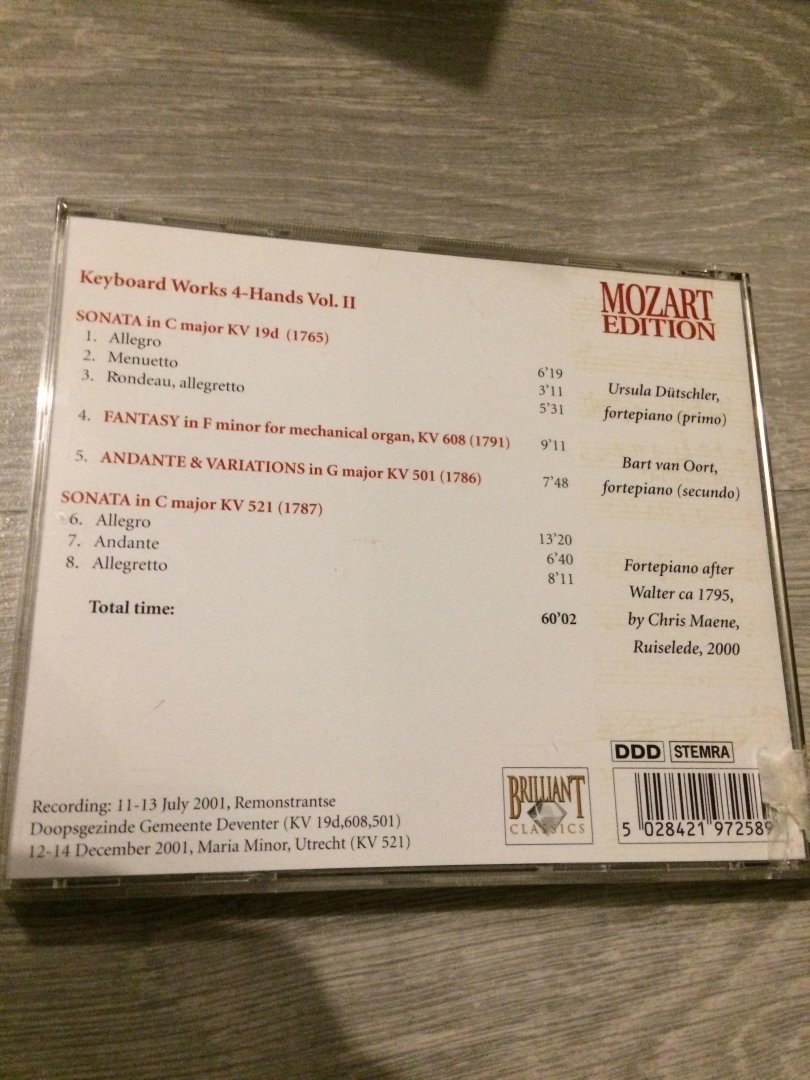 Keyboard Works 4-Hands Vol. II
MOZART
EDITION
SONATA in C major KV 19d (1765)
1. Allegro 6'19
2. Menuetto 3'11
3. Rondeau, allegretto 5'31
4. FANTASY in F minor for mechanical organ, KV 608 (1791) 9'11
5. ANDANTE & VARIATIONS in G major KV 501 (1786) 7'48
SONATA in C major KV 521 (1787)
6. Allegro 13'20
7. Andante 6'40
8. Allegretto 8'11
Total time: 60'02
Ursula Dütschler,
fortepiano (primo)
Bart van Oort,
fortepiano (secundo)
Fortepiano after
Walter ca 1795,
by Chris Maene,
Ruiselede, 2000
Recording: 11-13 July 2001, Remonstrantse
Doopsgezinde Gemeente Deventer (KV 19d,608,501)
12-14 December 2001, Maria Minor, Utrecht (KV 521)
BRILLIANT
CLASSICS
DDD STEMRA
5 028421 972589